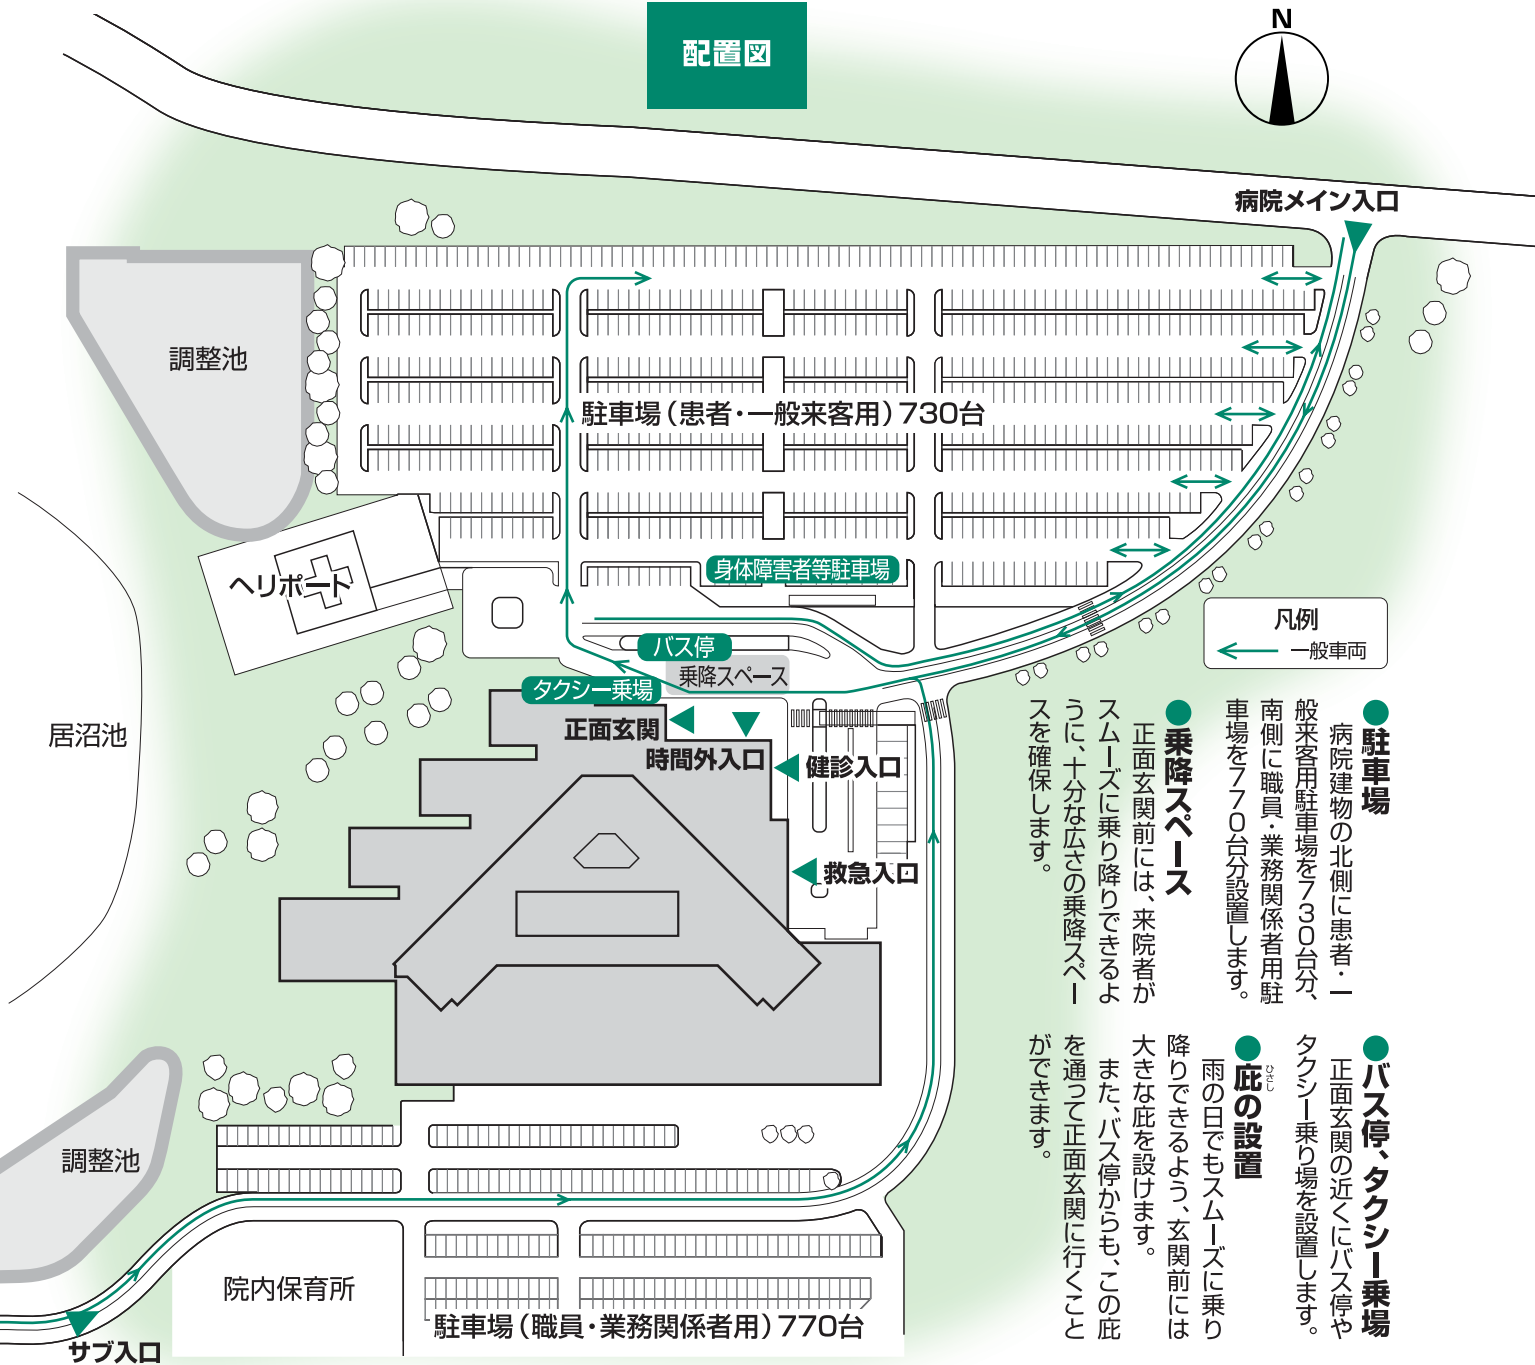 配置図
N
病院メイン入口
調整池
駐車場（患者・一般来客用）730台
身体障害者等駐車場
ヘリポート
バス停
乗降スペース
タクシー乗場
正面玄関
時間外入口
健診入口
救急入口
居沼池
凡例
一般車両
調整池
院内保育所
駐車場（職員・業務関係者用）770台
サブ入口
●駐車場
病院建物の北側に患者・一
般来客用駐車場を730台分、
南側に職員・業務関係者用駐
車場を770台分設置します。
●乗降スペース
正面玄関前には、来院者が
スムーズに乗り降りできるよ
うに、十分な広さの乗降スペー
スを確保します。
●バス停、タクシー乗場
正面玄関の近くにバス停や
タクシー乗り場を設置します。
●庇の設置
ひさし
雨の日でもスムーズに乗り
降りできるよう、玄関前には
大きな庇を設けます。
また、バス停からも、この庇
を通って正面玄関に行くこと
ができます。